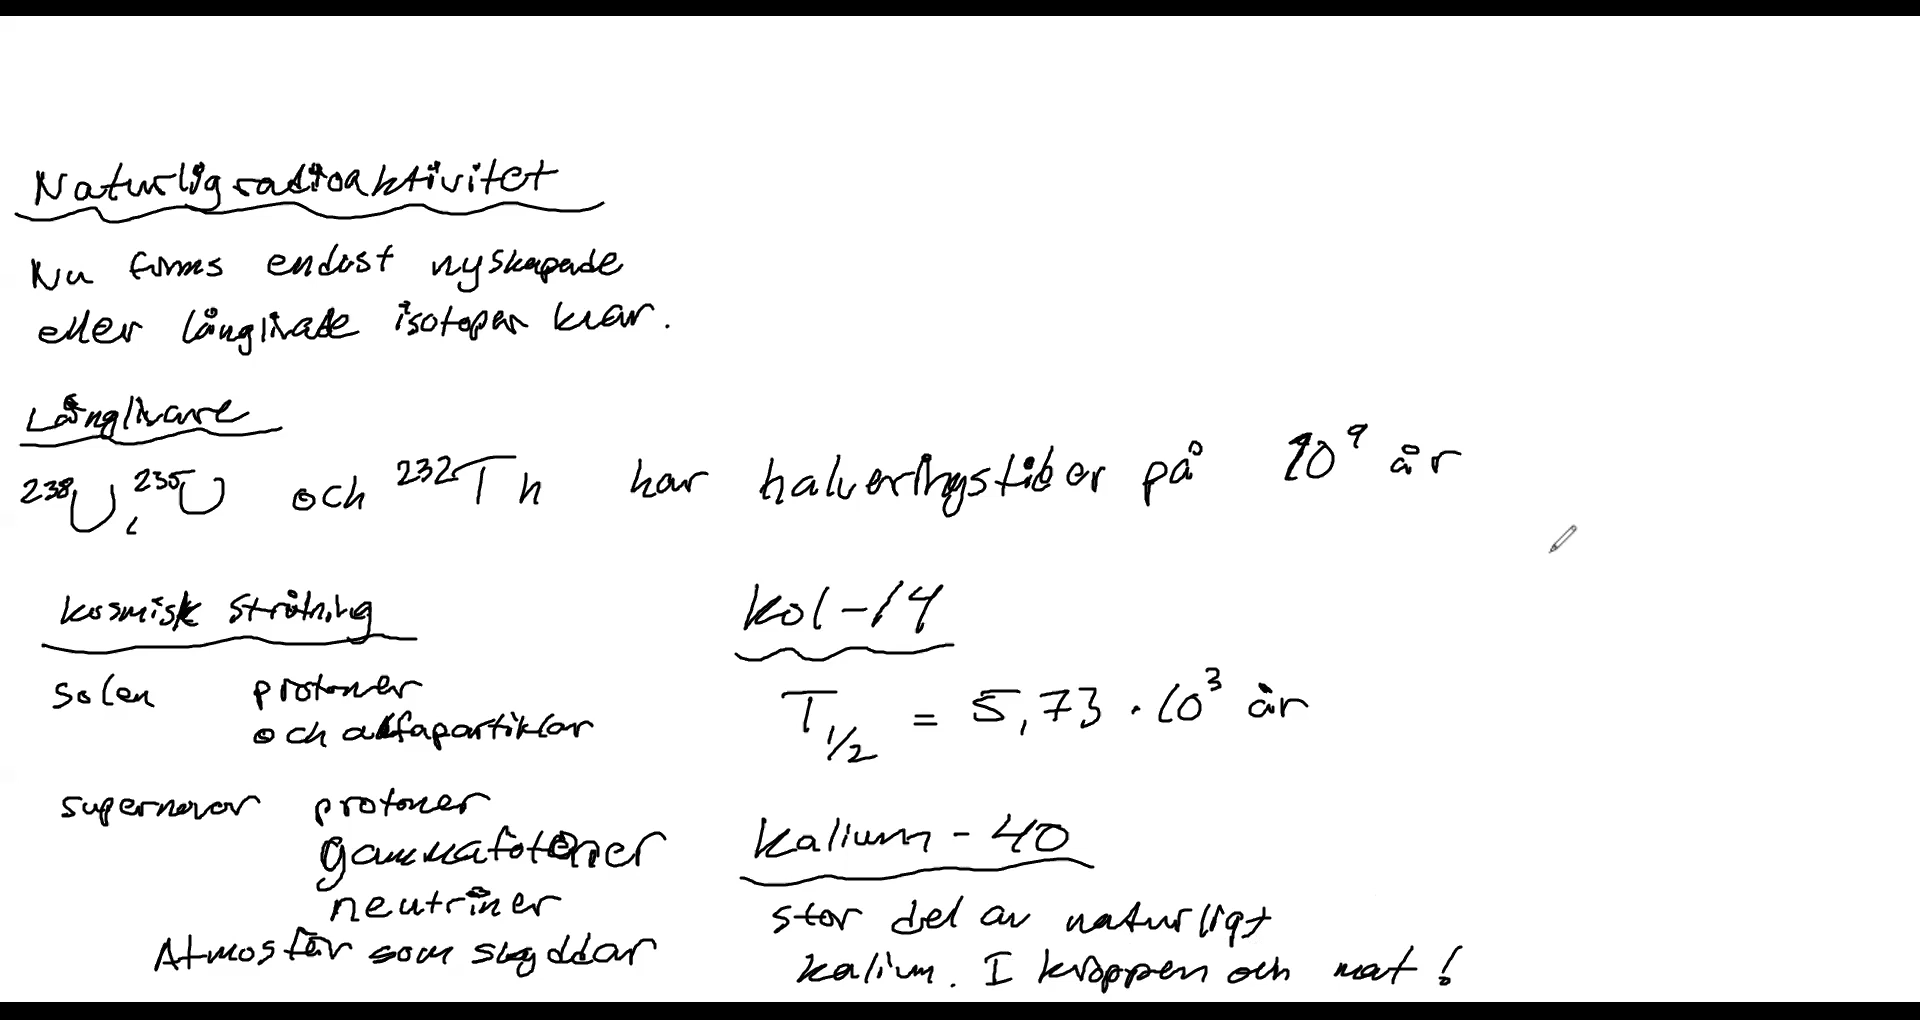 Naturlig radioaktivitet
Nu finns endast nyskapade
eller långlivade isotoper kvar.
Långlivare
²³⁸U, ²³⁵U och ²³²Th har halveringstider på 10⁹ år
kosmisk strålning
solen protoner
och alfapartiklar
supernovor protoner
gammafotoner
neutriner
Atmosfär som skyddar
kol-14
T₁/₂ = 5,73 · 10³ år
kalium - 40
stor del av naturligt
kalium. I kroppen och mat!